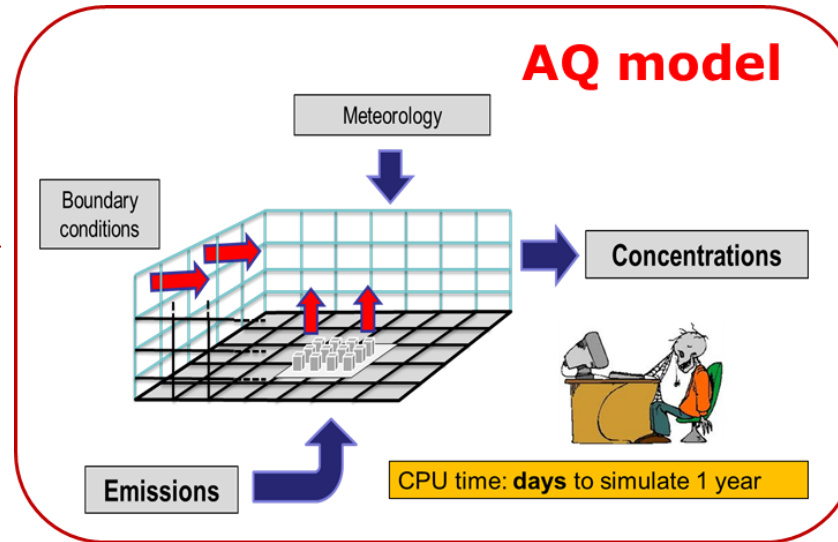 AQ model
Meteorology
Boundary
conditions
Concentrations
Emissions
CPU time: days to simulate 1 year